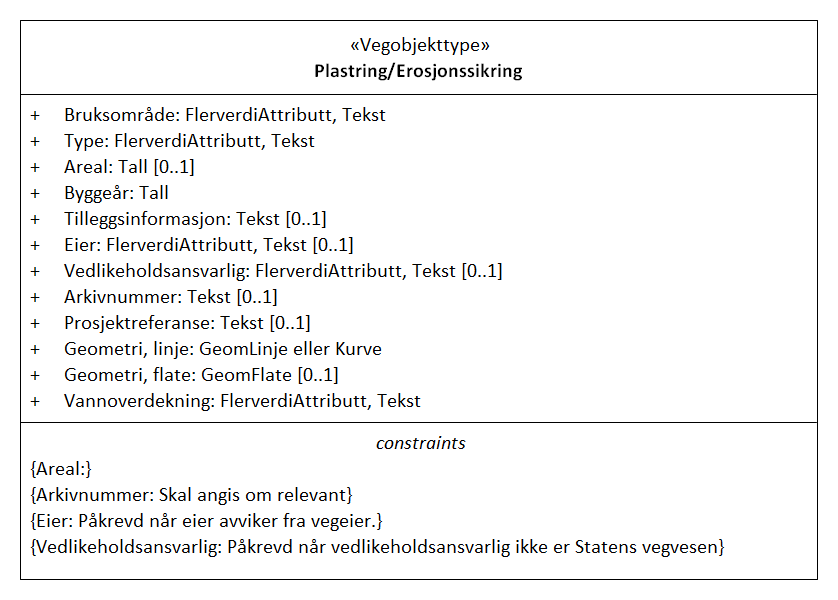 «Vegobjekttype»
Plastring/Erosjonssikring
+ Bruksområde: FlerverdiAttributt, Tekst
+ Type: FlerverdiAttributt, Tekst
+ Areal: Tall [0..1]
+ Byggeår: Tall
+ Tilleggsinformasjon: Tekst [0..1]
+ Eier: FlerverdiAttributt, Tekst [0..1]
+ Vedlikeholdsansvarlig: FlerverdiAttributt, Tekst [0..1]
+ Arkivnummer: Tekst [0..1]
+ Prosjektreferanse: Tekst [0..1]
+ Geometri, linje: GeomLinje eller Kurve
+ Geometri, flate: GeomFlate [0..1]
+ Vannoverdekning: FlerverdiAttributt, Tekst
constraints
{Areal:}
{Arkivnummer: Skal angis om relevant}
{Eier: Påkrevd når eier avviker fra vegeier.}
{Vedlikeholdsansvarlig: Påkrevd når vedlikeholdsansvarlig ikke er Statens vegvesen}